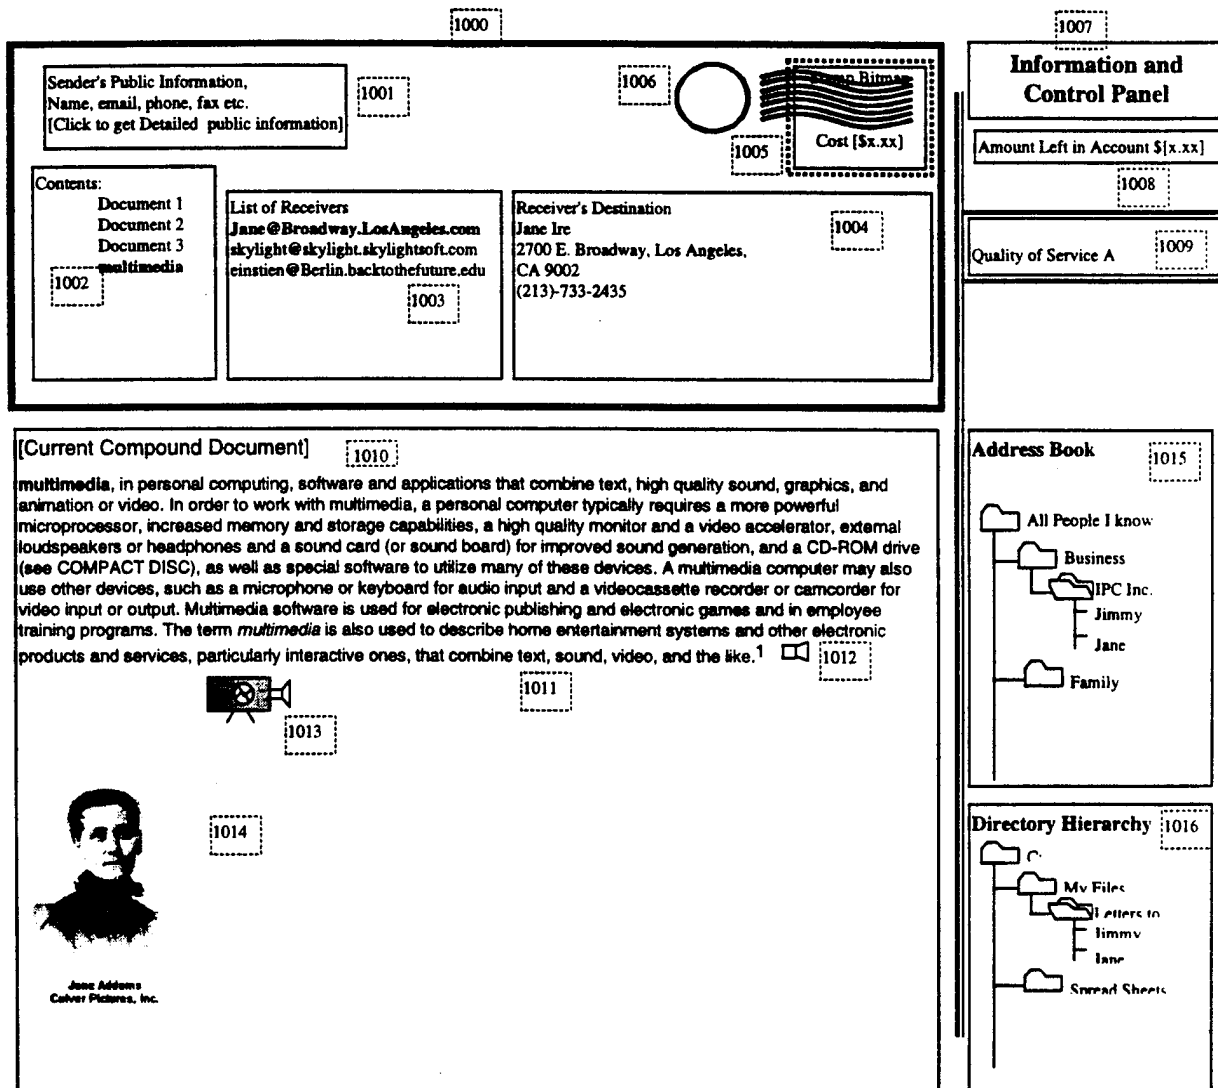 1000
1007
Sender's Public Information,
Name, email, phone, fax etc.
[Click to get Detailed public information]
1001
1006
Bitmap
Cost [$x.xx]
1005
Information and
Control Panel
Amount Left in Account $[x.xx]
1008
Quality of Service A
1009
Contents:
Document 1
Document 2
Document 3
multimedia
1002
List of Receivers
Jane@Broadway.LosAngeles.com
skylight@skylight.skylightsoft.com
einstien@Berlin.backtothefuture.edu
1003
Receiver's Destination
Jane Ire
2700 E. Broadway, Los Angeles,
CA 9002
(213)-733-2435
1004
[Current Compound Document]
1010
multimedia, in personal computing, software and applications that combine text, high quality sound, graphics, and
animation or video. In order to work with multimedia, a personal computer typically requires a more powerful
microprocessor, increased memory and storage capabilities, a high quality monitor and a video accelerator, external
loudspeakers or headphones and a sound card (or sound board) for improved sound generation, and a CD-ROM drive
(see COMPACT DISC), as well as special software to utilize many of these devices. A multimedia computer may also
use other devices, such as a microphone or keyboard for audio input and a videocassette recorder or camcorder for
video input or output. Multimedia software is used for electronic publishing and electronic games and in employee
training programs. The term multimedia is also used to describe home entertainment systems and other electronic
products and services, particularly interactive ones, that combine text, sound, video, and the like.1
1012
1011
1013
1014
Jane Addams
Culver Pictures, Inc.
Address Book
1015
All People I know
Business
IPC Inc.
Jimmy
Jane
Family
Directory Hierarchy
1016
My Files
Letters to
Jimmy
Jane
Spread Sheets